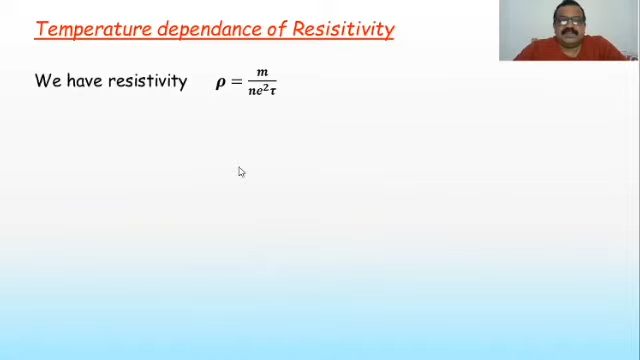 Temperature dependance of Resisitivity
We have resistivity ρ = m/ne²τ